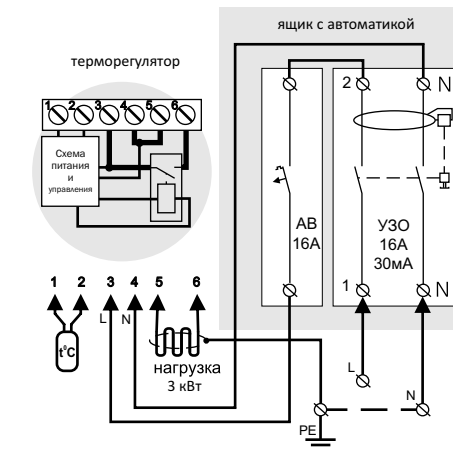 ящик с автоматикой
терморегулятор
1 2 3 4 5 6
2 N
Схема
питания
и
управления
АВ
16А
УЗО
16А
30мА
1 2 3 4 5 6
1 N
L N
t°C
нагрузка
3 кВт
L
N
PE